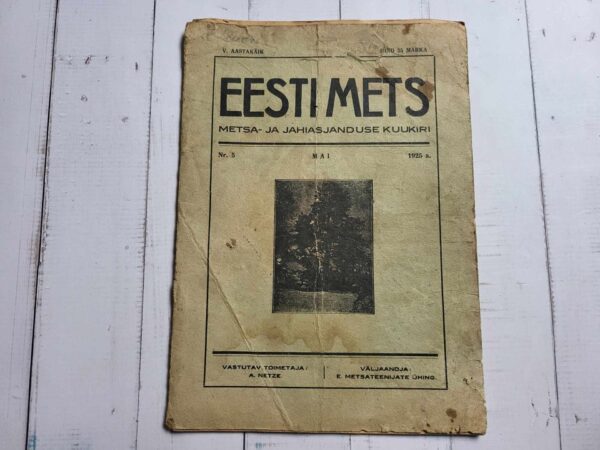 V. AASTAKÄIK HIND 35 MARKA
EESTI METS
METSA- JA JAHIASJANDUSE KUUKIRI
Nr. 5 MAI 1925 a.
VASTUTAV TOIMETAJA: VÄLJAANDJA:
A. NETZE E. METSATEENIJATE ÜHING.